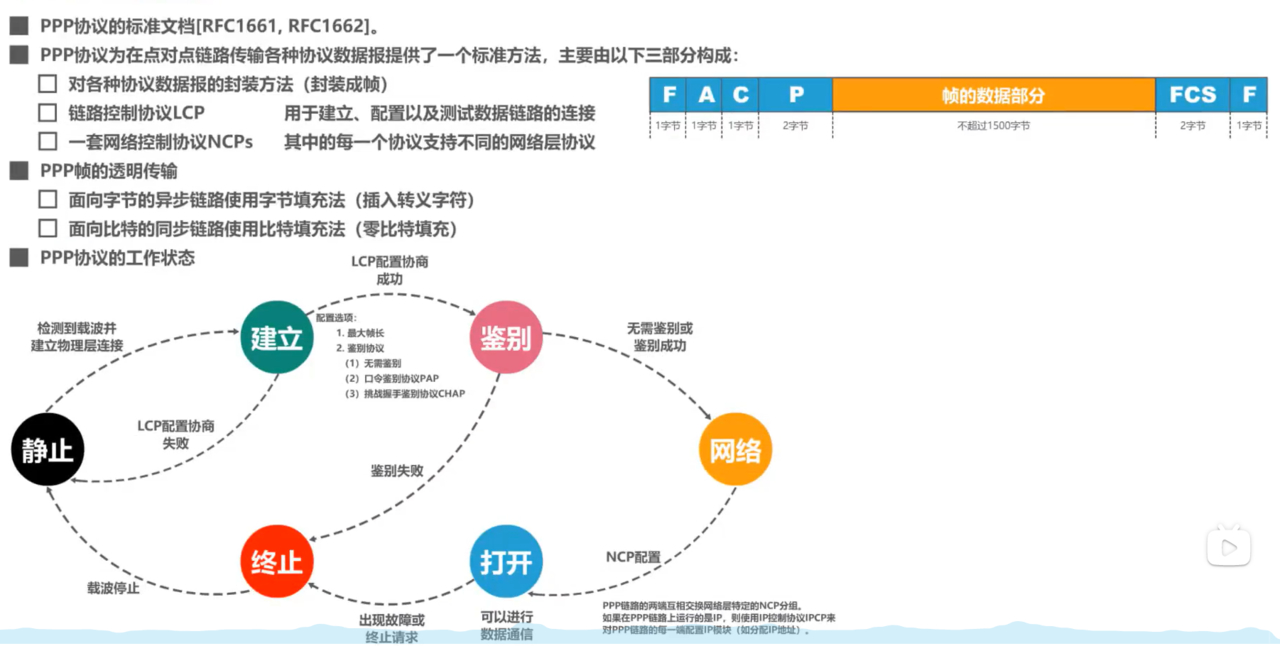 PPP协议的标准文档[RFC1661, RFC1662]。
PPP协议为在点对点链路传输各种协议数据报提供了一个标准方法，主要由以下三部分构成：
对各种协议数据报的封装方法（封装成帧）
链路控制协议LCP 用于建立、配置以及测试数据链路的连接
一套网络控制协议NCPs 其中的每一个协议支持不同的网络层协议
F A C P 帧的数据部分 FCS F
1字节 1字节 1字节 2字节 不超过1500字节 2字节 1字节
PPP帧的透明传输
面向字节的异步链路使用字节填充法（插入转义字符）
面向比特的同步链路使用比特填充法（零比特填充）
PPP协议的工作状态
LCP配置协商
成功
检测到载波并
建立物理层连接
建立
配置选项：
1. 最大帧长
2. 鉴别协议
（1）无需鉴别
（2）口令鉴别协议PAP
（3）挑战握手鉴别协议CHAP
鉴别
无需鉴别或
鉴别成功
LCP配置协商
失败
静止
鉴别失败
网络
终止
打开
NCP配置
载波停止
出现故障或
终止请求
可以进行
数据通信
PPP链路的两端互相交换网络层特定的NCP分组。
如果在PPP链路上运行的是IP，则使用IP控制协议IPCP来
对PPP链路的每一端配置IP模块（如分配IP地址）。